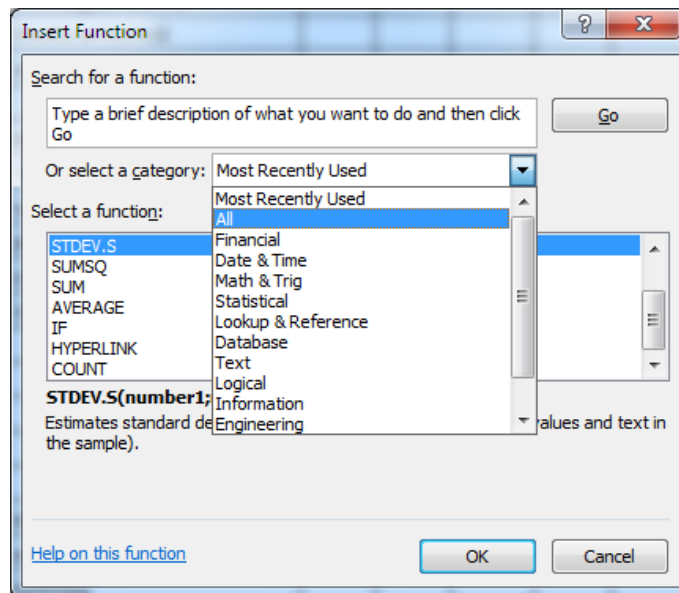 Insert Function
Search for a function:
Type a brief description of what you want to do and then click
Go
Go
Or select a category: Most Recently Used
Most Recently Used
All
Financial
Date & Time
Math & Trig
Statistical
Lookup & Reference
Database
Text
Logical
Information
Engineering
Select a function:
STDEV.S
SUMSQ
SUM
AVERAGE
IF
HYPERLINK
COUNT
STDEV.S(number1;
Estimates standard de values and text in
the sample).
Help on this function
OK
Cancel